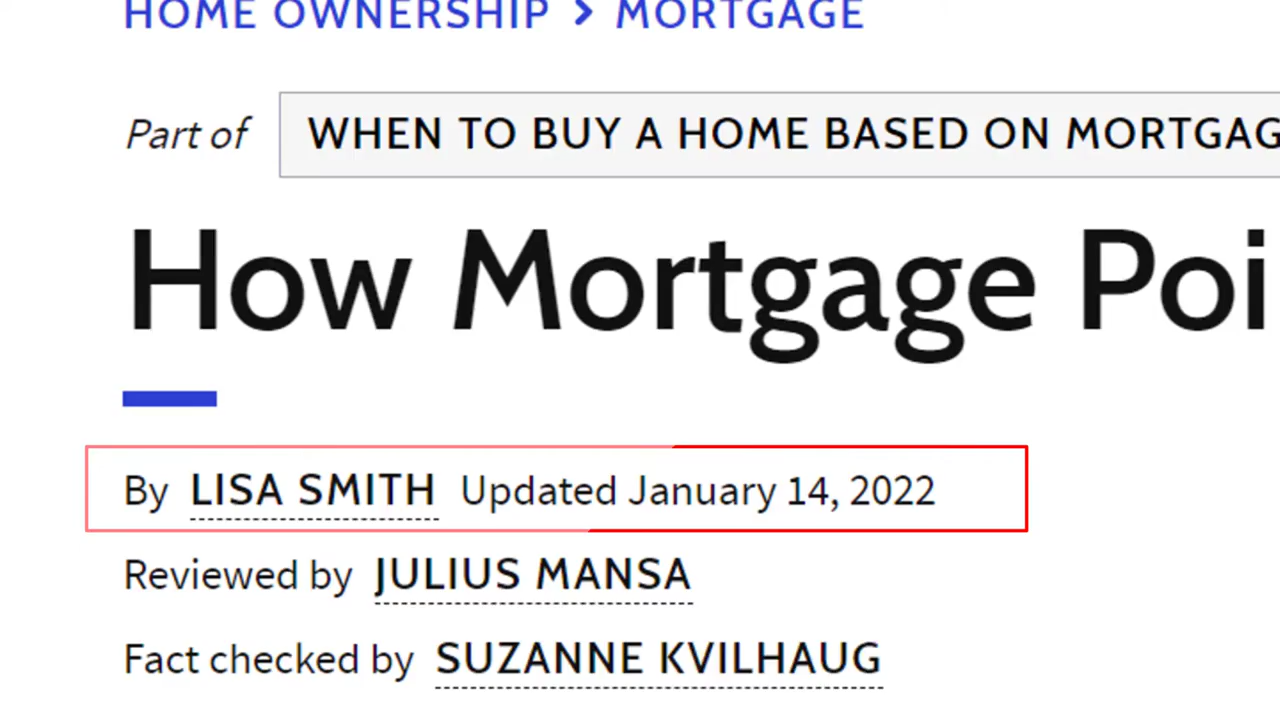 HOME OWNERSHIP > MORTGAGE
Part of WHEN TO BUY A HOME BASED ON MORTGAG
How Mortgage Poi
By LISA SMITH Updated January 14, 2022
Reviewed by JULIUS MANSA
Fact checked by SUZANNE KVILHAUG